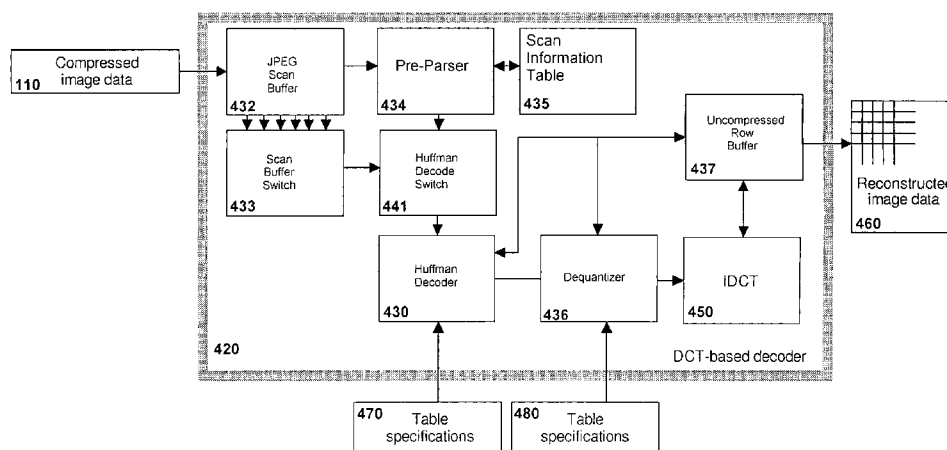 Compressed
image data
110
JPEG
Scan
Buffer
432
Pre-Parser
434
Scan
Information
Table
435
Scan
Buffer
Switch
433
Huffman
Decode
Switch
441
Uncompressed
Row
Buffer
437
Reconstructed
image data
460
Huffman
Decoder
430
Dequantizer
436
IDCT
450
420
DCT-based decoder
470
Table
specifications
480
Table
specifications